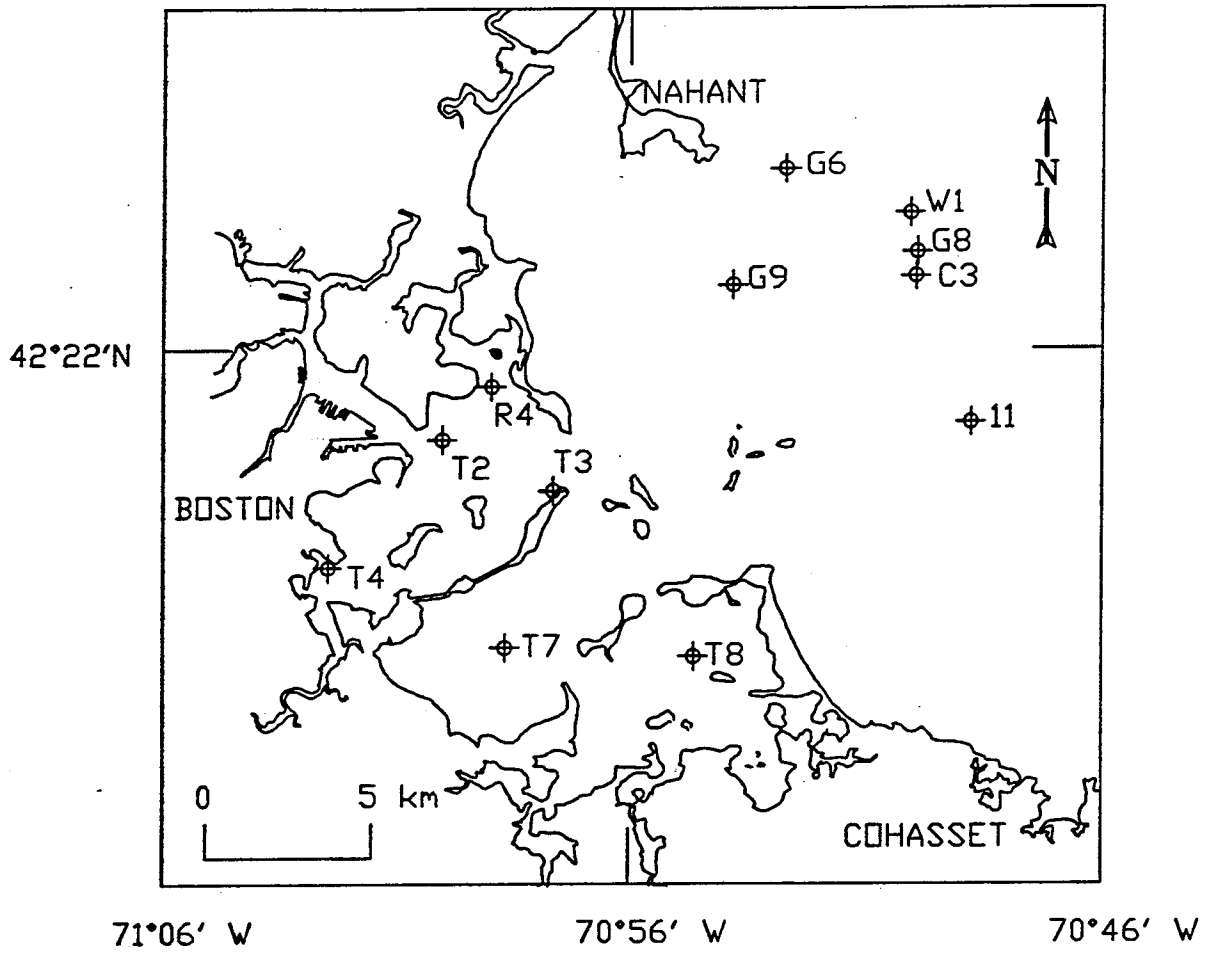 NAHANT
G6
N
W1
G8
G9
C3
42°22'N
R4
11
T2
T3
BOSTON
T4
T7
T8
0 5 km
COHASSET
71°06' W 70°56' W 70°46' W